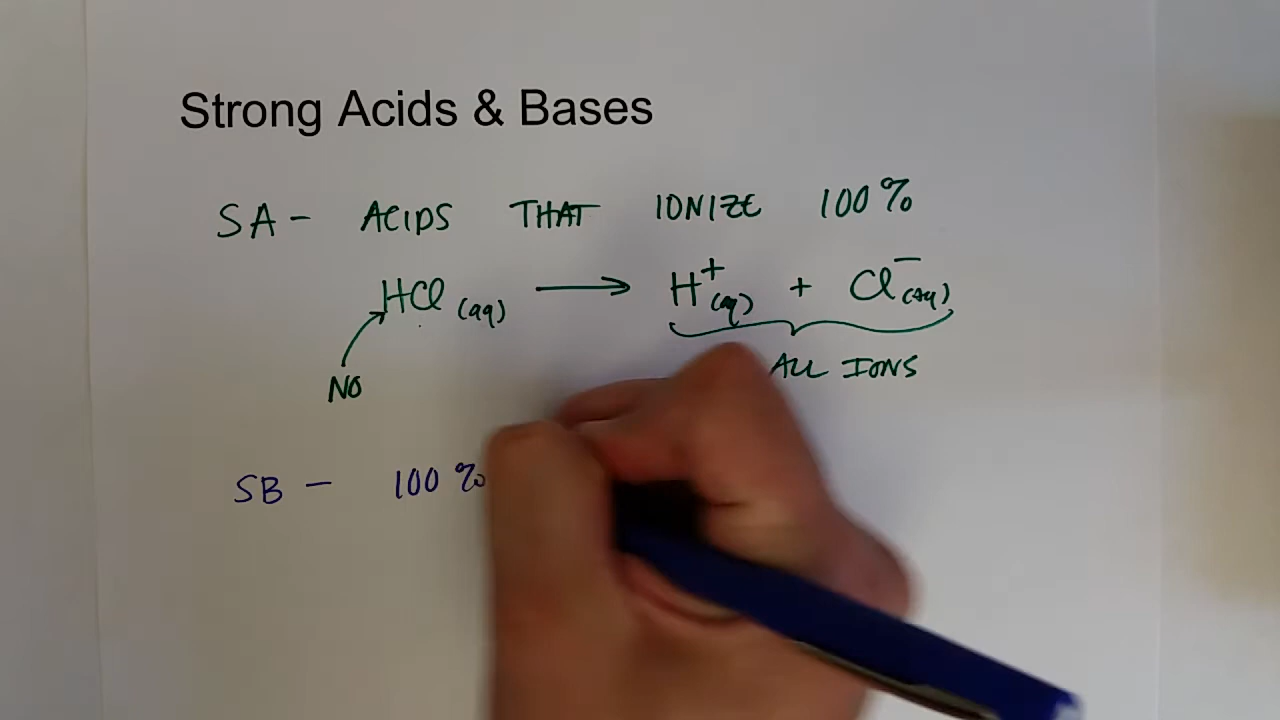 Strong Acids & Bases
SA - ACIDS THAT IONIZE 100%
HCl (aq) → H⁺(aq) + Cl⁻(aq)
NO
ALL IONS
SB - 100%